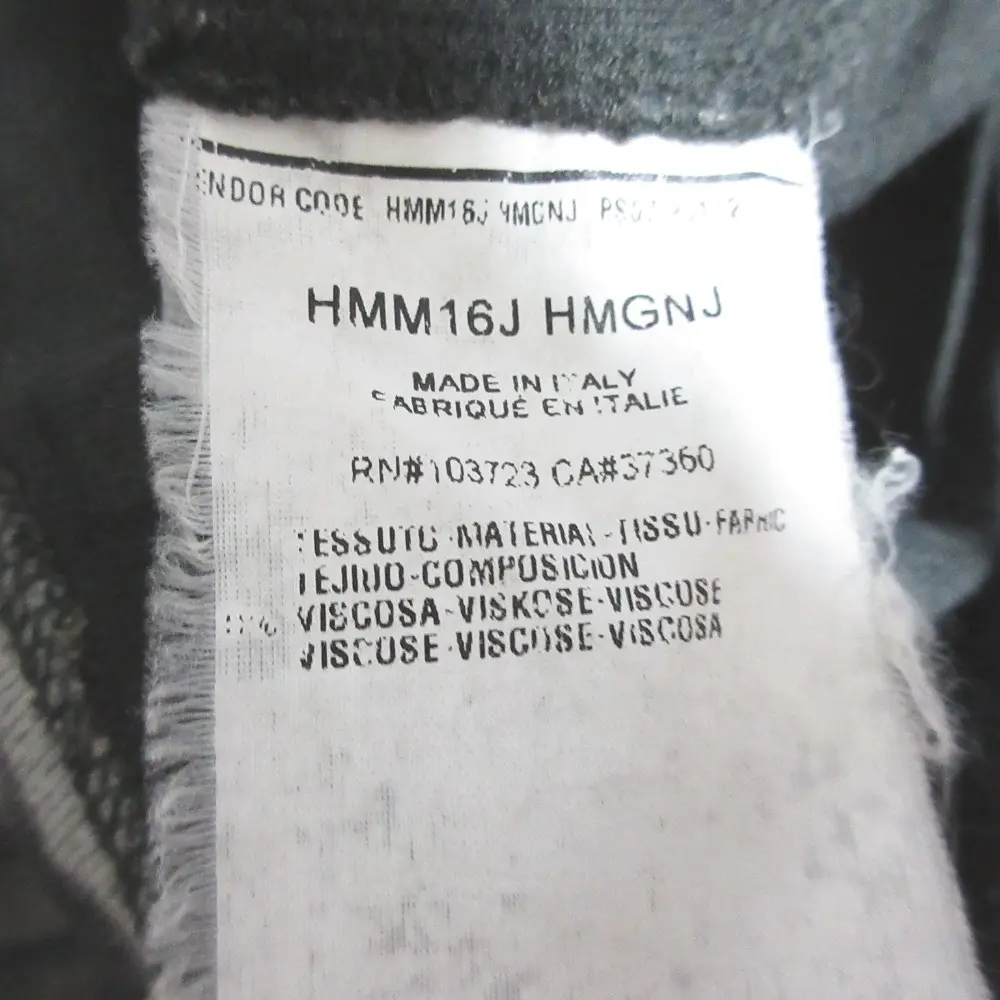 ENDOR CODE HMM16J HMGNJ
HMM16J HMGNJ
MADE IN ITALY
FABRIQUÉ EN ITALIE
RN#103723 CA#37360
TESSUTO-MATERIAL-TISSU-FABRIC
TEJIDO-COMPOSICION
VISCOSA-VISKOSE-VISCOSE
VISCOSE-VISCOSE-VISCOSA